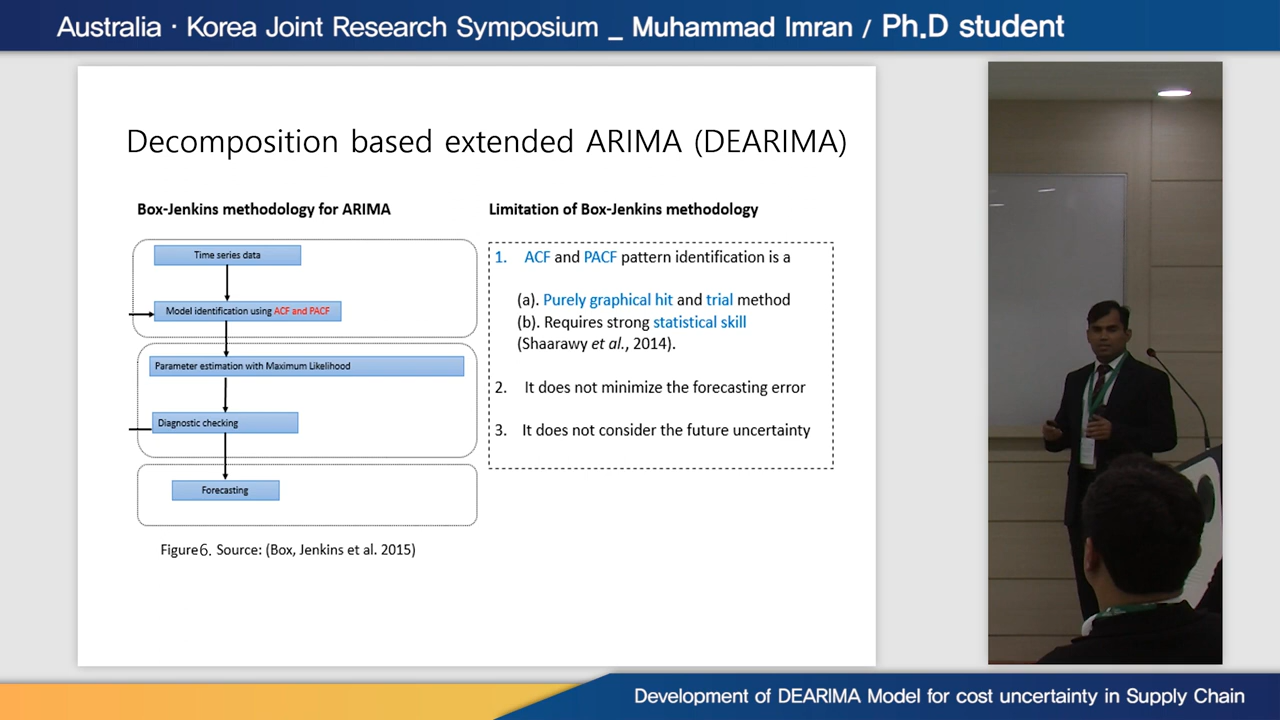 Australia · Korea Joint Research Symposium _ Muhammad Imran / Ph.D student
Decomposition based extended ARIMA (DEARIMA)
Box-Jenkins methodology for ARIMA
Time series data
Model identification using ACF and PACF
Parameter estimation with Maximum Likelihood
Diagnostic checking
Forecasting
Figure6. Source: (Box, Jenkins et al. 2015)
Limitation of Box-Jenkins methodology
1. ACF and PACF pattern identification is a
(a). Purely graphical hit and trial method
(b). Requires strong statistical skill
(Shaarawy et al., 2014).
2. It does not minimize the forecasting error
3. It does not consider the future uncertainty
Development of DEARIMA Model for cost uncertainty in Supply Chain